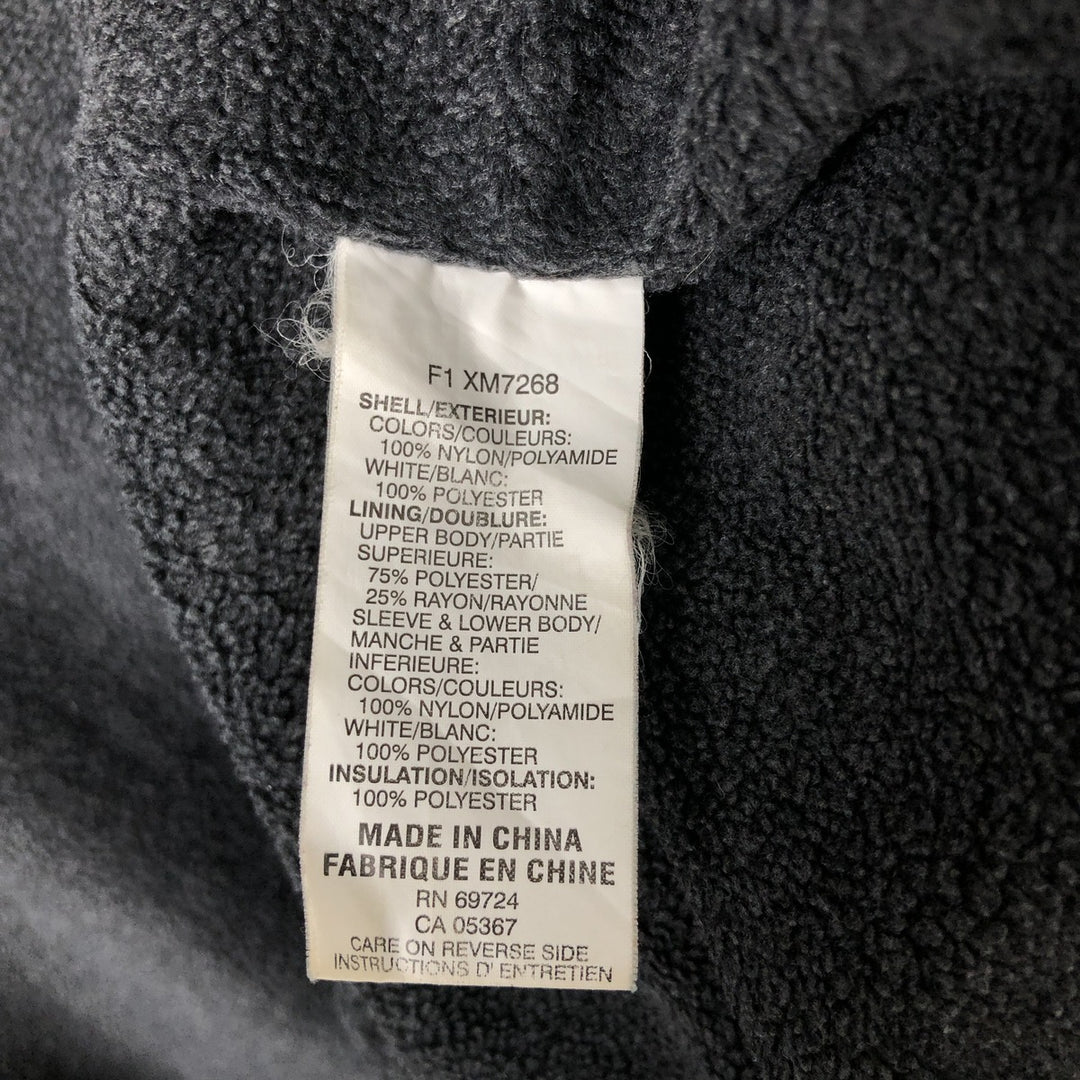 F1 XM7268
SHELL/EXTERIEUR:
COLORS/COULEURS:
100% NYLON/POLYAMIDE
WHITE/BLANC:
100% POLYESTER
LINING/DOUBLURE:
UPPER BODY/PARTIE
SUPERIEURE:
75% POLYESTER/
25% RAYON/RAYONNE
SLEEVE & LOWER BODY/
MANCHE & PARTIE
INFERIEURE:
COLORS/COULEURS:
100% NYLON/POLYAMIDE
WHITE/BLANC:
100% POLYESTER
INSULATION/ISOLATION:
100% POLYESTER
MADE IN CHINA
FABRIQUE EN CHINE
RN 69724
CA 05367
CARE ON REVERSE SIDE
INSTRUCTIONS D' ENTRETIEN